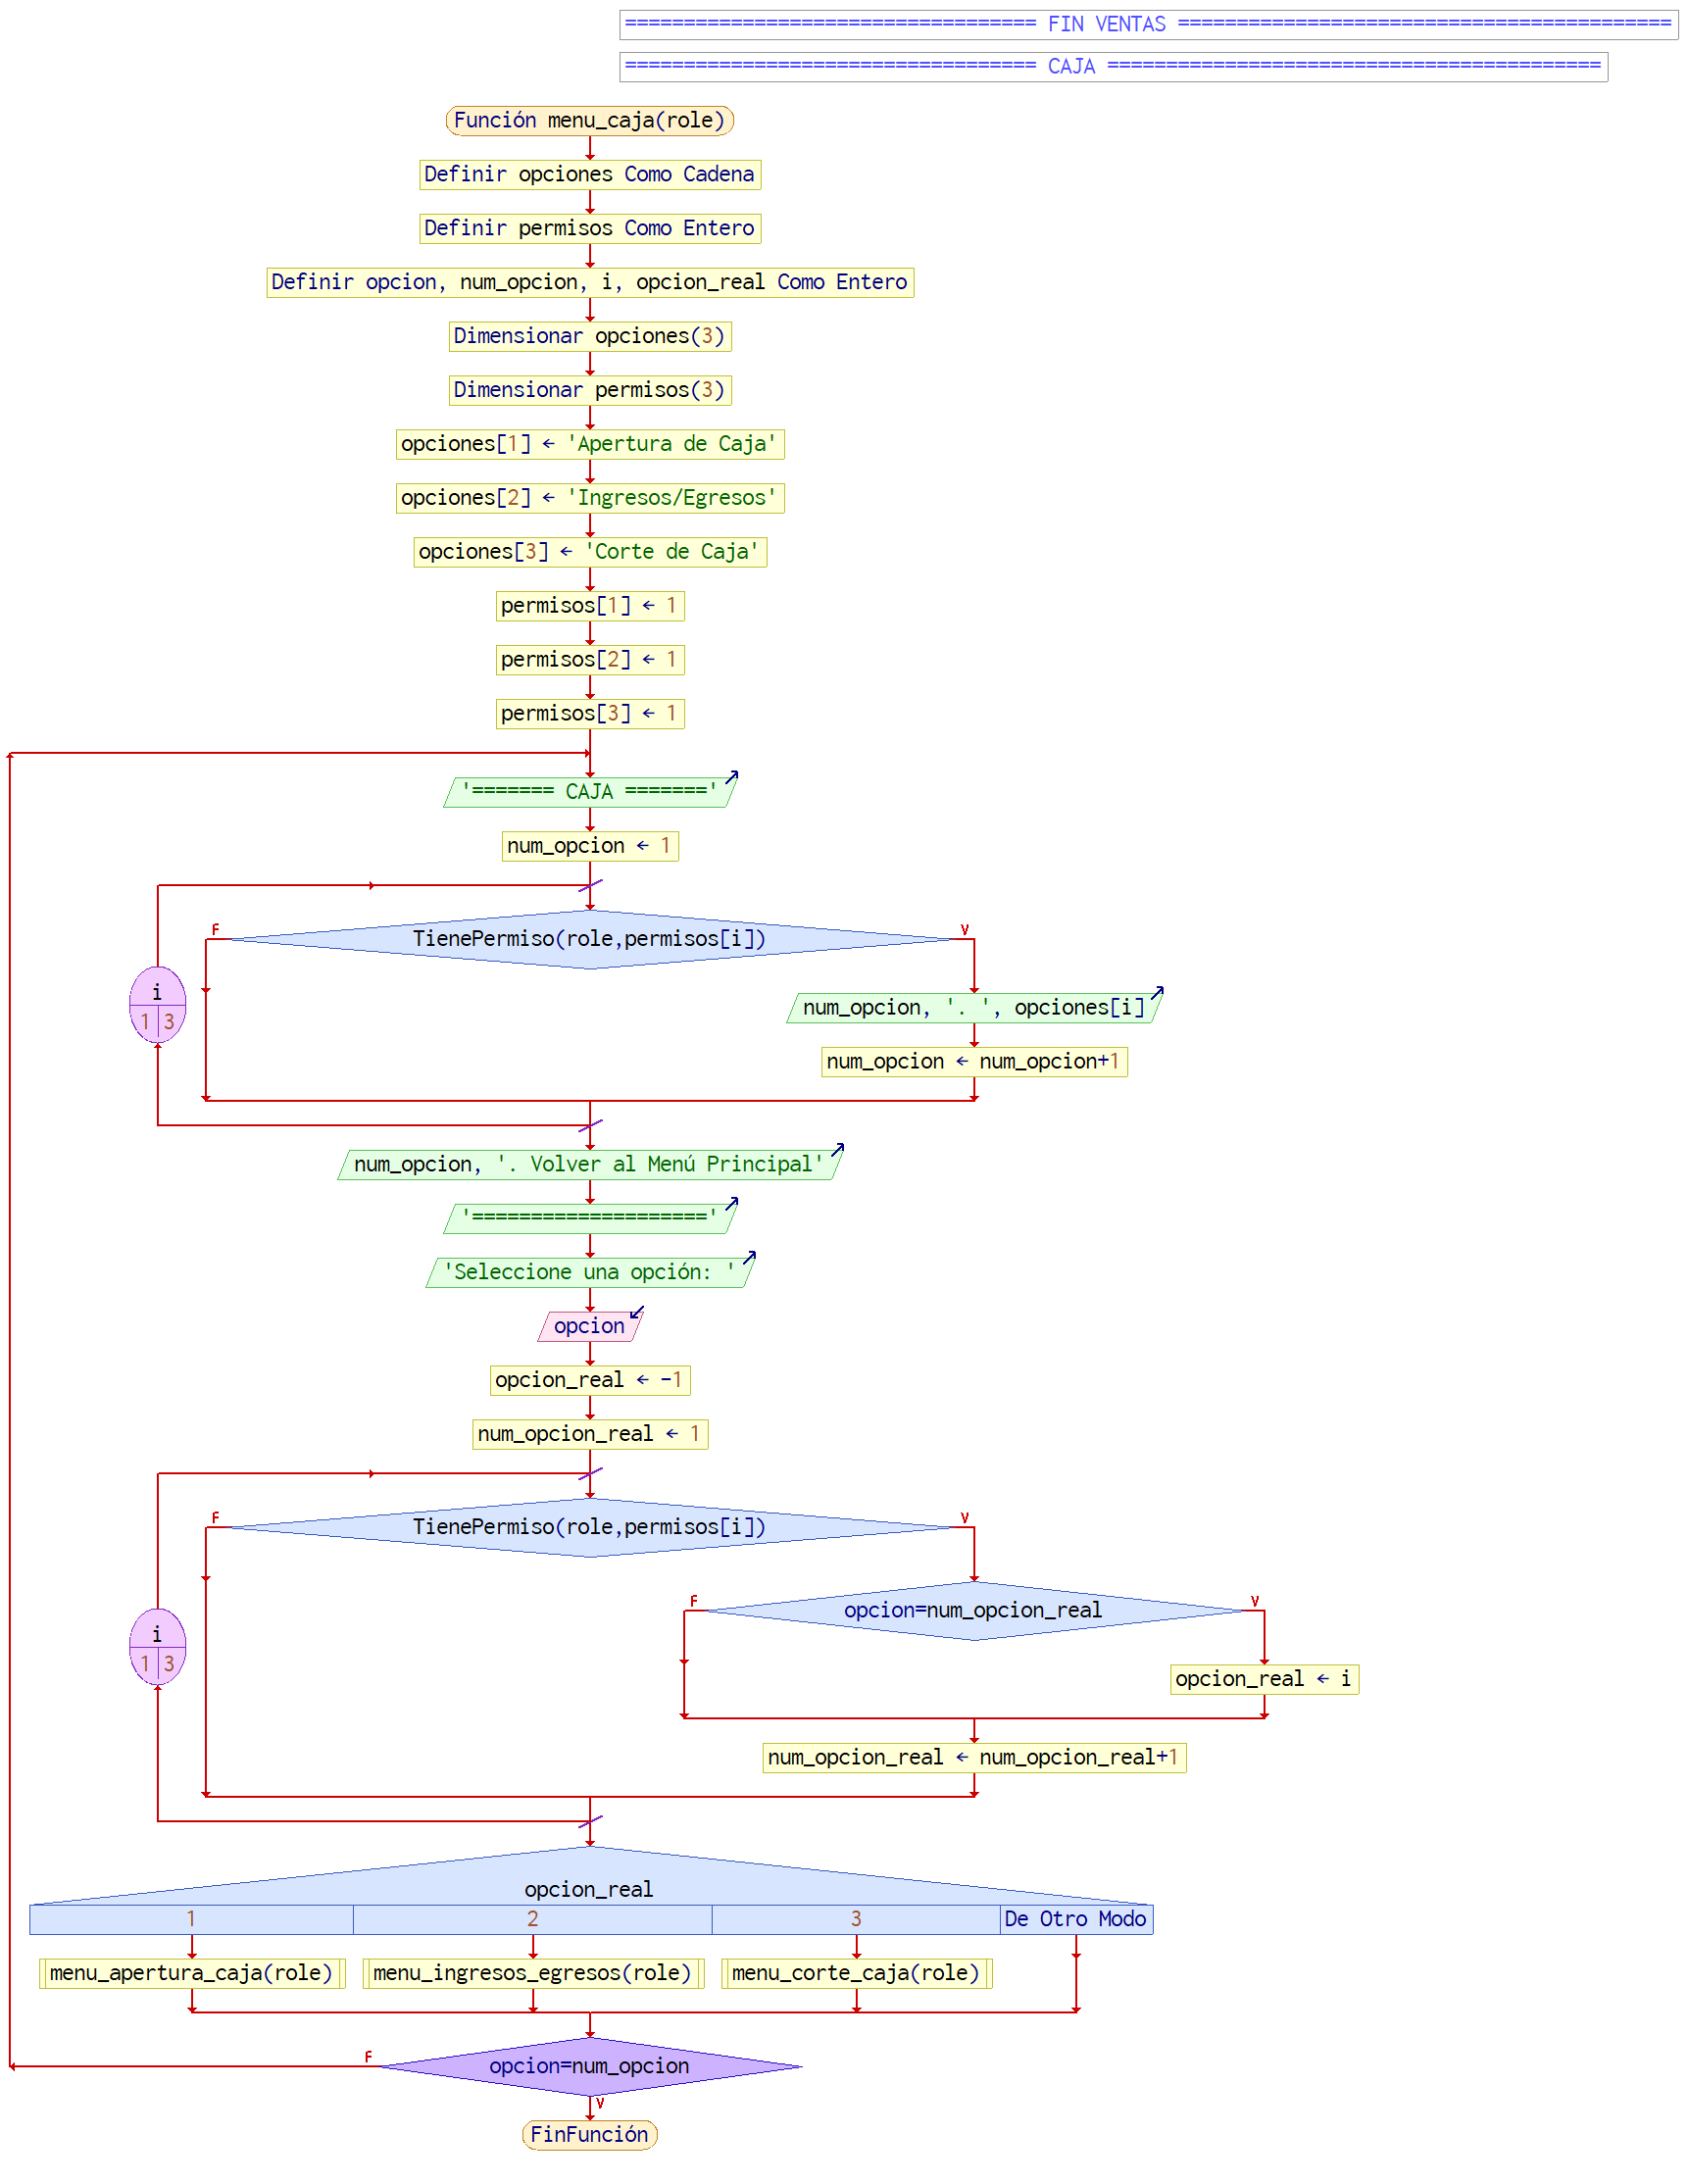 =================================== FIN VENTAS ==========================================
=================================== CAJA ==========================================
Función menu_caja(role)
Definir opciones Como Cadena
Definir permisos Como Entero
Definir opcion, num_opcion, i, opcion_real Como Entero
Dimensionar opciones(3)
Dimensionar permisos(3)
opciones[1] ← 'Apertura de Caja'
opciones[2] ← 'Ingresos/Egresos'
opciones[3] ← 'Corte de Caja'
permisos[1] ← 1
permisos[2] ← 1
permisos[3] ← 1
'======= CAJA ======='
num_opcion ← 1
F
TienePermiso(role,permisos[i])
V
i
1 3
num_opcion, '. ', opciones[i]
num_opcion ← num_opcion+1
num_opcion, '. Volver al Menú Principal'
'===================='
'Seleccione una opción: '
opcion
opcion_real ← -1
num_opcion_real ← 1
F
TienePermiso(role,permisos[i])
V
F
opcion=num_opcion_real
V
i
1 3
opcion_real ← i
num_opcion_real ← num_opcion_real+1
opcion_real
1 2 3 De Otro Modo
menu_apertura_caja(role) menu_ingresos_egresos(role) menu_corte_caja(role)
F
opcion=num_opcion
V
FinFunción